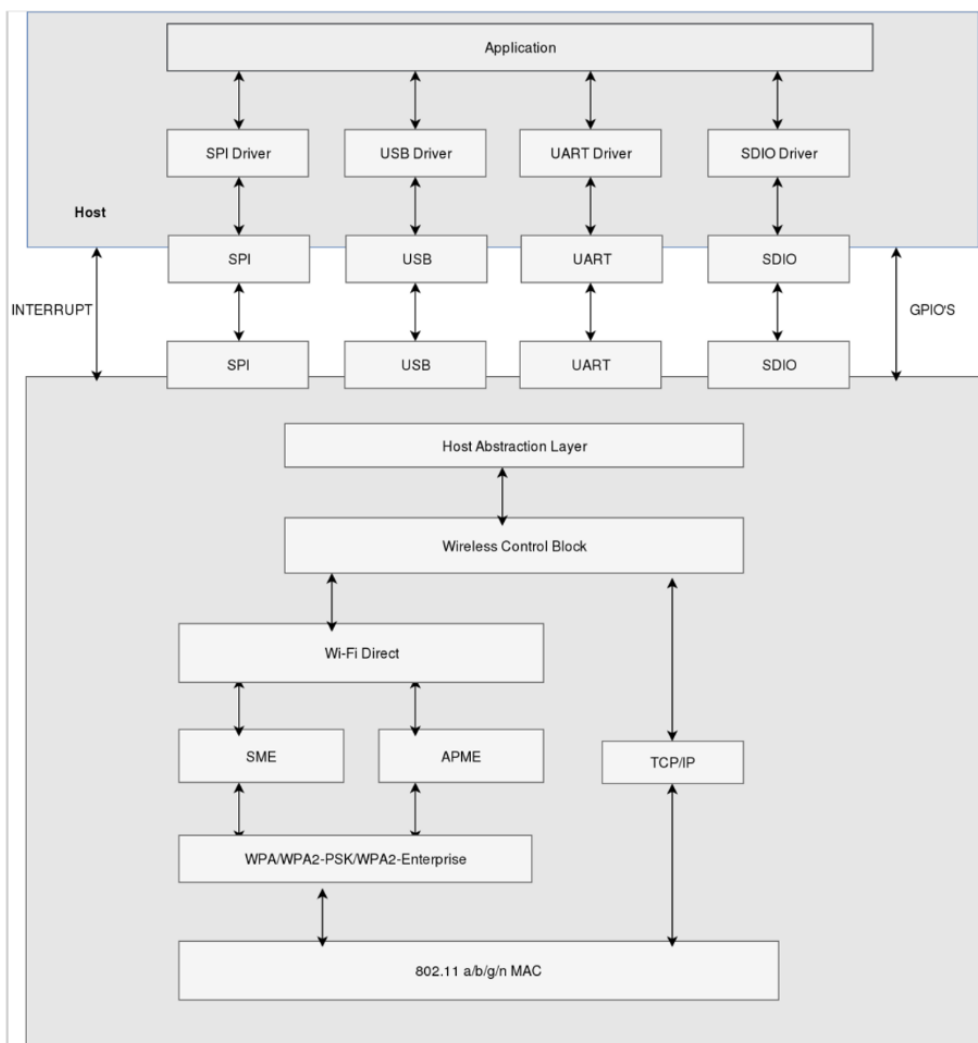 Application
SPI Driver
USB Driver
UART Driver
SDIO Driver
Host
SPI
USB
UART
SDIO
INTERRUPT
GPIO'S
SPI
USB
UART
SDIO
Host Abstraction Layer
Wireless Control Block
Wi-Fi Direct
SME
APME
TCP/IP
WPA/WPA2-PSK/WPA2-Enterprise
802.11 a/b/g/n MAC